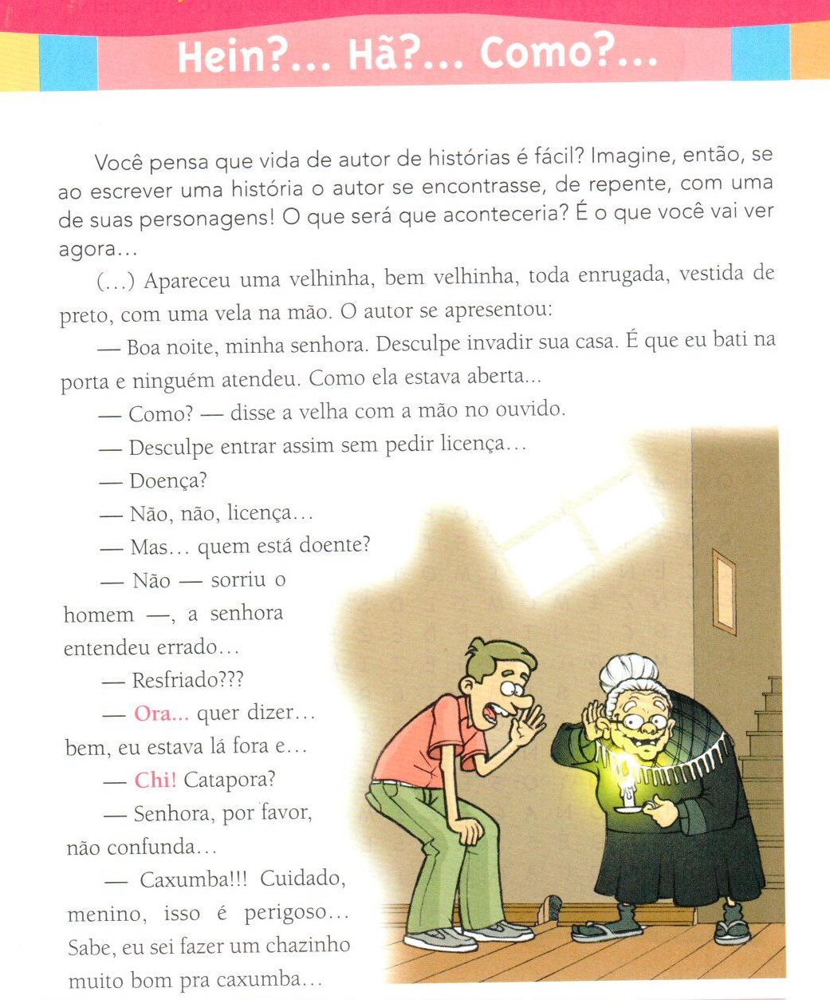 Hein?... Hã?... Como?...
Você pensa que vida de autor de histórias é fácil? Imagine, então, se
ao escrever uma história o autor se encontrasse, de repente, com uma
de suas personagens! O que será que aconteceria? É o que você vai ver
agora...
(...) Apareceu uma velhinha, bem velhinha, toda enrugada, vestida de
preto, com uma vela na mão. O autor se apresentou:
— Boa noite, minha senhora. Desculpe invadir sua casa. É que eu bati na
porta e ninguém atendeu. Como ela estava aberta...
— Como? — disse a velha com a mão no ouvido.
— Desculpe entrar assim sem pedir licença...
— Doença?
— Não, não, licença...
— Mas... quem está doente?
— Não — sorriu o
homem —, a senhora
entendeu errado...
— Resfriado???
— Ora... quer dizer...
bem, eu estava lá fora e...
— Chi! Catapora?
— Senhora, por favor,
não confunda...
— Caxumba!!! Cuidado,
menino, isso é perigoso...
Sabe, eu sei fazer um chazinho
muito bom pra caxumba...